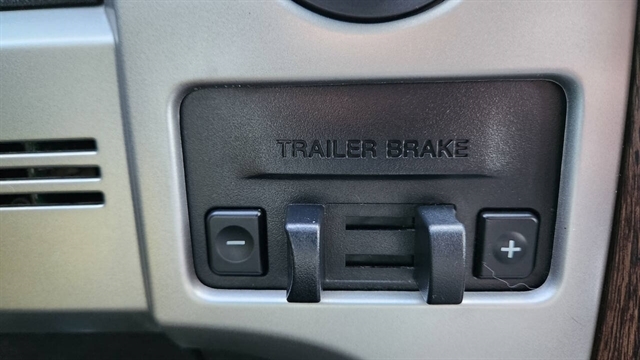 TRAILER BRAKE
- +